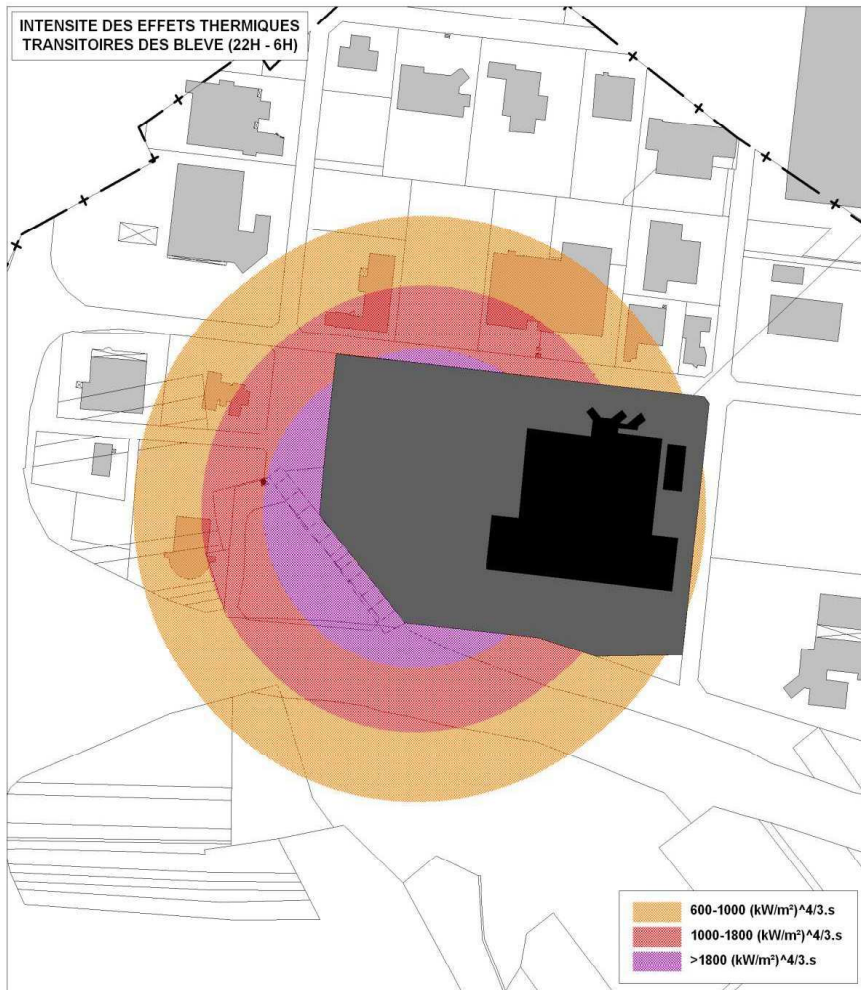 INTENSITE DES EFFETS THERMIQUES
TRANSITOIRES DES BLEVE (22H - 6H)
600-1000 (kW/m²)^4/3.s
1000-1800 (kW/m²)^4/3.s
>1800 (kW/m²)^4/3.s